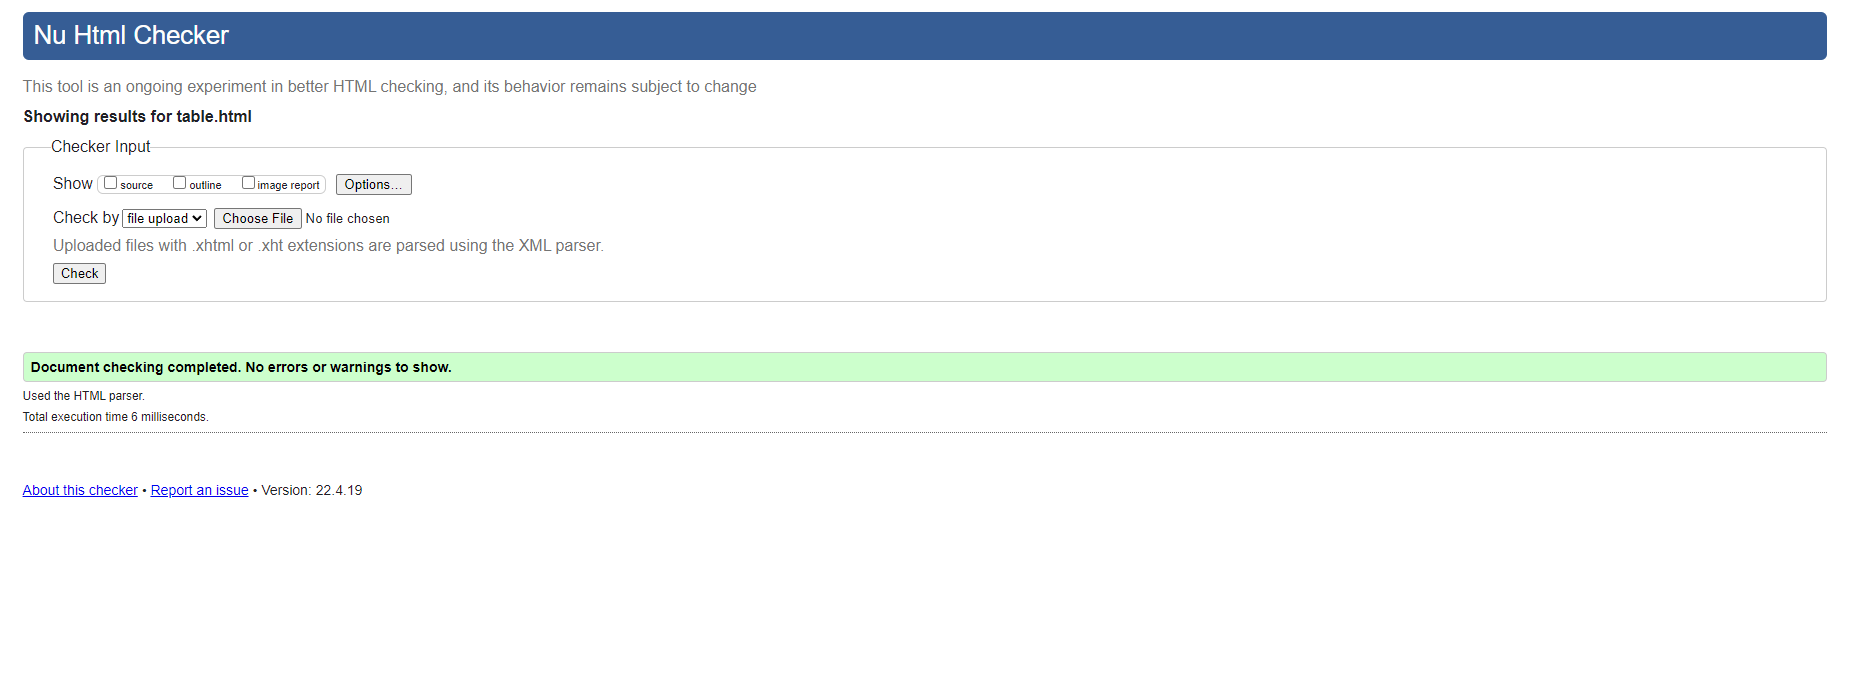 Nu Html Checker
This tool is an ongoing experiment in better HTML checking, and its behavior remains subject to change
Showing results for table.html
Checker Input
Show source outline image report Options...
Check by file upload Choose File No file chosen
Uploaded files with .xhtml or .xht extensions are parsed using the XML parser.
Check
Document checking completed. No errors or warnings to show.
Used the HTML parser.
Total execution time 6 milliseconds.
About this checker • Report an issue • Version: 22.4.19